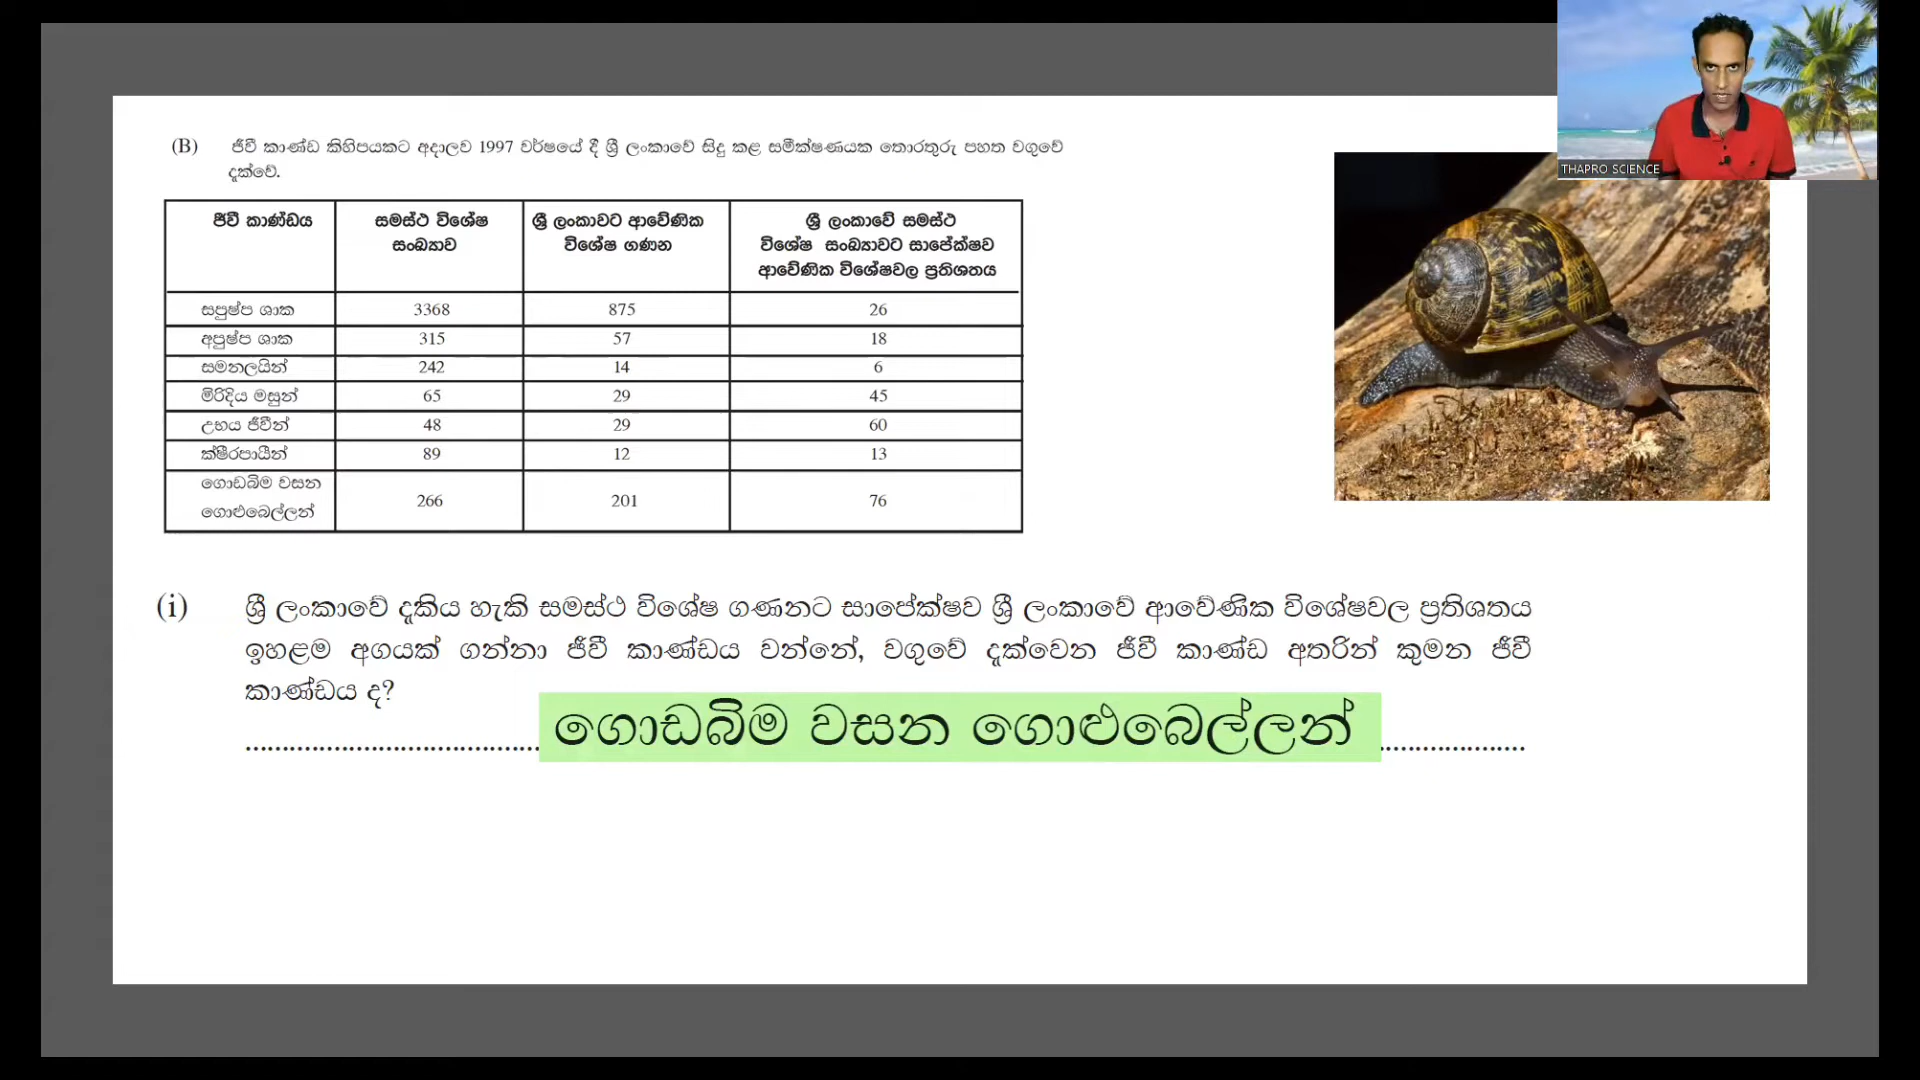 THAPRO SCIENCE
(B) ජීවී කාණ්ඩ කිහිපයකට අදාලව 1997 වර්ෂයේ දී ශ්‍රී ලංකාවේ සිදු කළ සමීක්ෂණයක තොරතුරු පහත වගුවේ
දැක්වේ.
ජීවී කාණ්ඩය සමස්ථ විශේෂ සංඛ්‍යාව ශ්‍රී ලංකාවට ආවේණික විශේෂ ගණන ශ්‍රී ලංකාවේ සමස්ථ විශේෂ සංඛ්‍යාවට සාපේක්ෂව ආවේණික විශේෂවල ප්‍රතිශතය
සපුෂ්ප ශාක 3368 875 26
අපුෂ්ප ශාක 315 57 18
සමනලයින් 242 14 6
මිරිදිය මසුන් 65 29 45
උභය ජීවීන් 48 29 60
ක්ෂීරපායීන් 89 12 13
ගොඩබිම වසන ගොළුබෙල්ලන් 266 201 76
(i) ශ්‍රී ලංකාවේ දැකිය හැකි සමස්ථ විශේෂ ගණනට සාපේක්ෂව ශ්‍රී ලංකාවේ ආවේණික විශේෂවල ප්‍රතිශතය
ඉහළම අගයක් ගන්නා ජීවී කාණ්ඩය වන්නේ, වගුවේ දැක්වෙන ජීවී කාණ්ඩ අතරින් කුමන ජීවී
කාණ්ඩය ද?
ගොඩබිම වසන ගොළුබෙල්ලන්